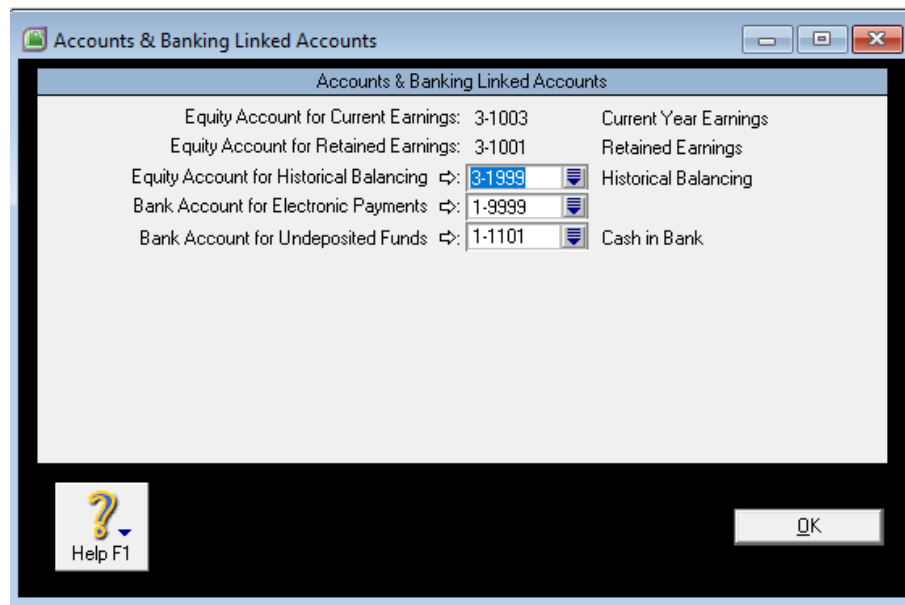 Accounts & Banking Linked Accounts
Accounts & Banking Linked Accounts
Equity Account for Current Earnings: 3-1003 Current Year Earnings
Equity Account for Retained Earnings: 3-1001 Retained Earnings
Equity Account for Historical Balancing ⇨: 3-1999 Historical Balancing
Bank Account for Electronic Payments ⇨: 1-9999
Bank Account for Undeposited Funds ⇨: 1-1101 Cash in Bank
Help F1
OK